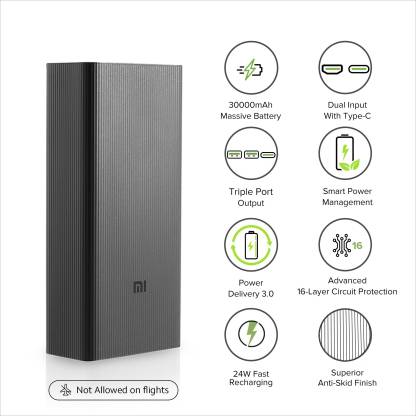 30000mAh
Massive Battery
Dual Input
With Type-C
Triple Port
Output
Smart Power
Management
16
Power
Delivery 3.0
Advanced
16-Layer Circuit Protection
mi
24W Fast
Recharging
Superior
Anti-Skid Finish
Not Allowed on flights